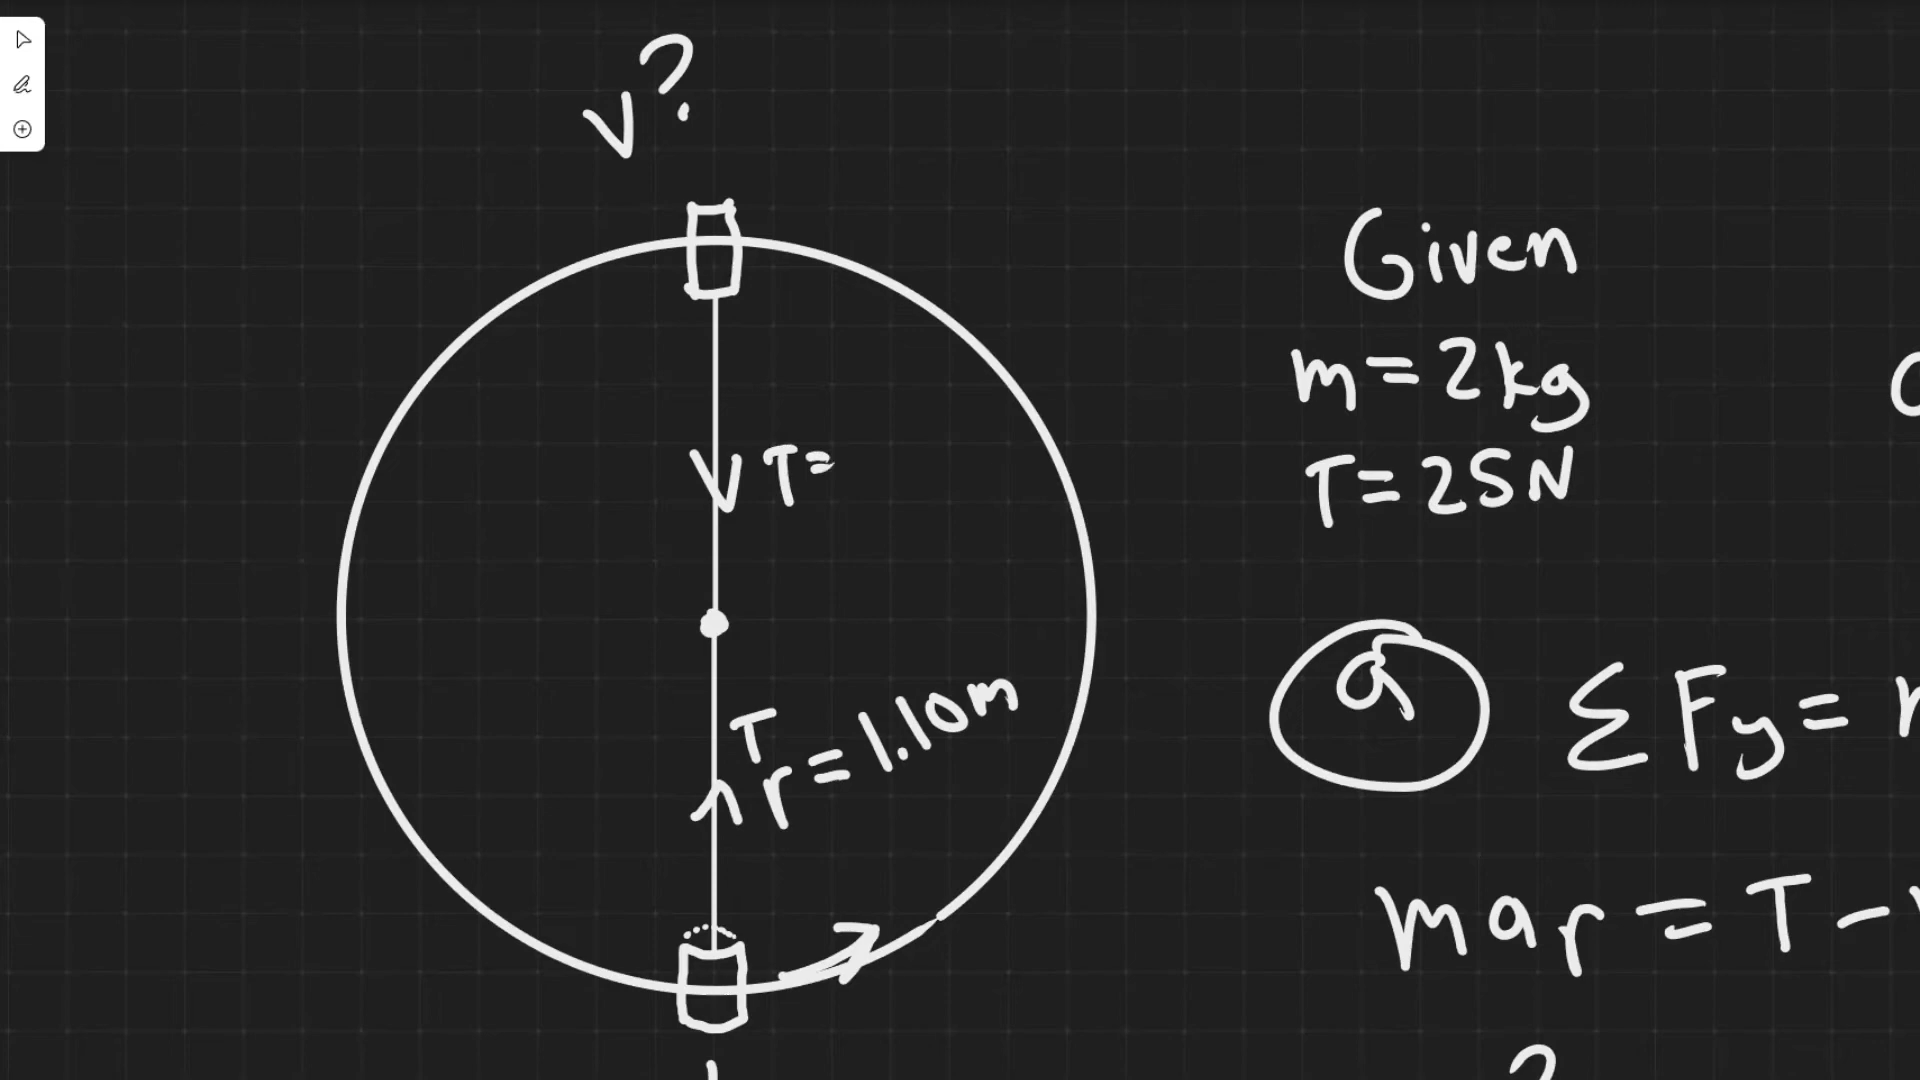 v?
Given
m = 2kg
T = 25N
T =
a
ΣFy =
T
r = 1.10m
mar = T -
?